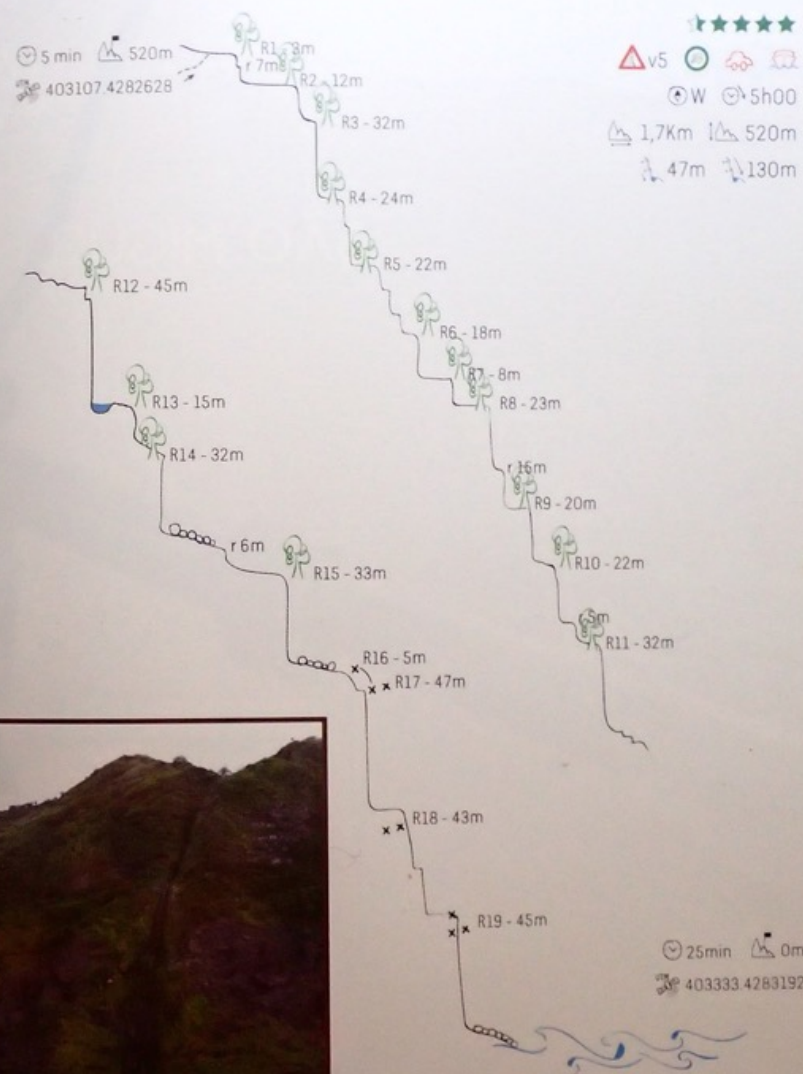 5 min 520m
403107.4282628
v5
W 5h00
1,7Km 520m
47m 130m
R1 - 8m
r 7m
R2 - 12m
R3 - 32m
R4 - 24m
R5 - 22m
R6 - 18m
R7 - 8m
R8 - 23m
r 16m
R9 - 20m
R10 - 22m
r 5m
R11 - 32m
R12 - 45m
R13 - 15m
R14 - 32m
r 6m
R15 - 33m
R16 - 5m
R17 - 47m
R18 - 43m
R19 - 45m
25min 0m
403333.4283192